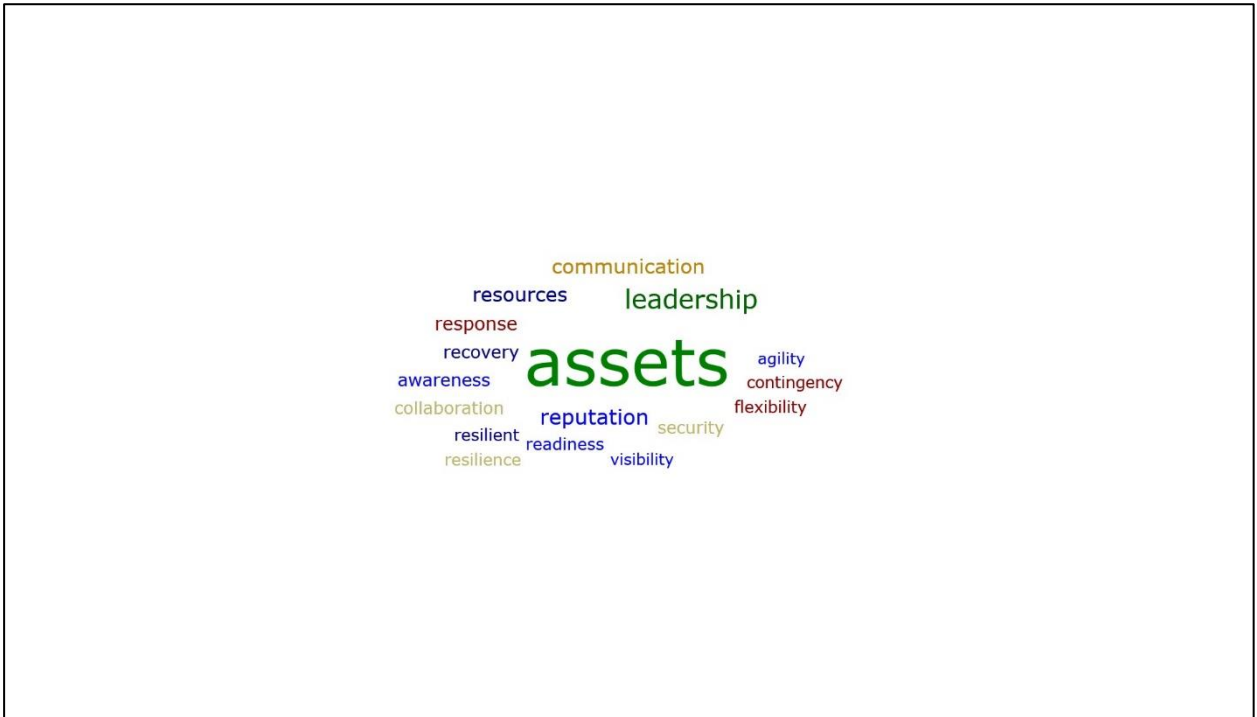 communication
resources leadership
response
recovery assets agility
awareness contingency
collaboration reputation flexibility
resilient readiness security
resilience visibility